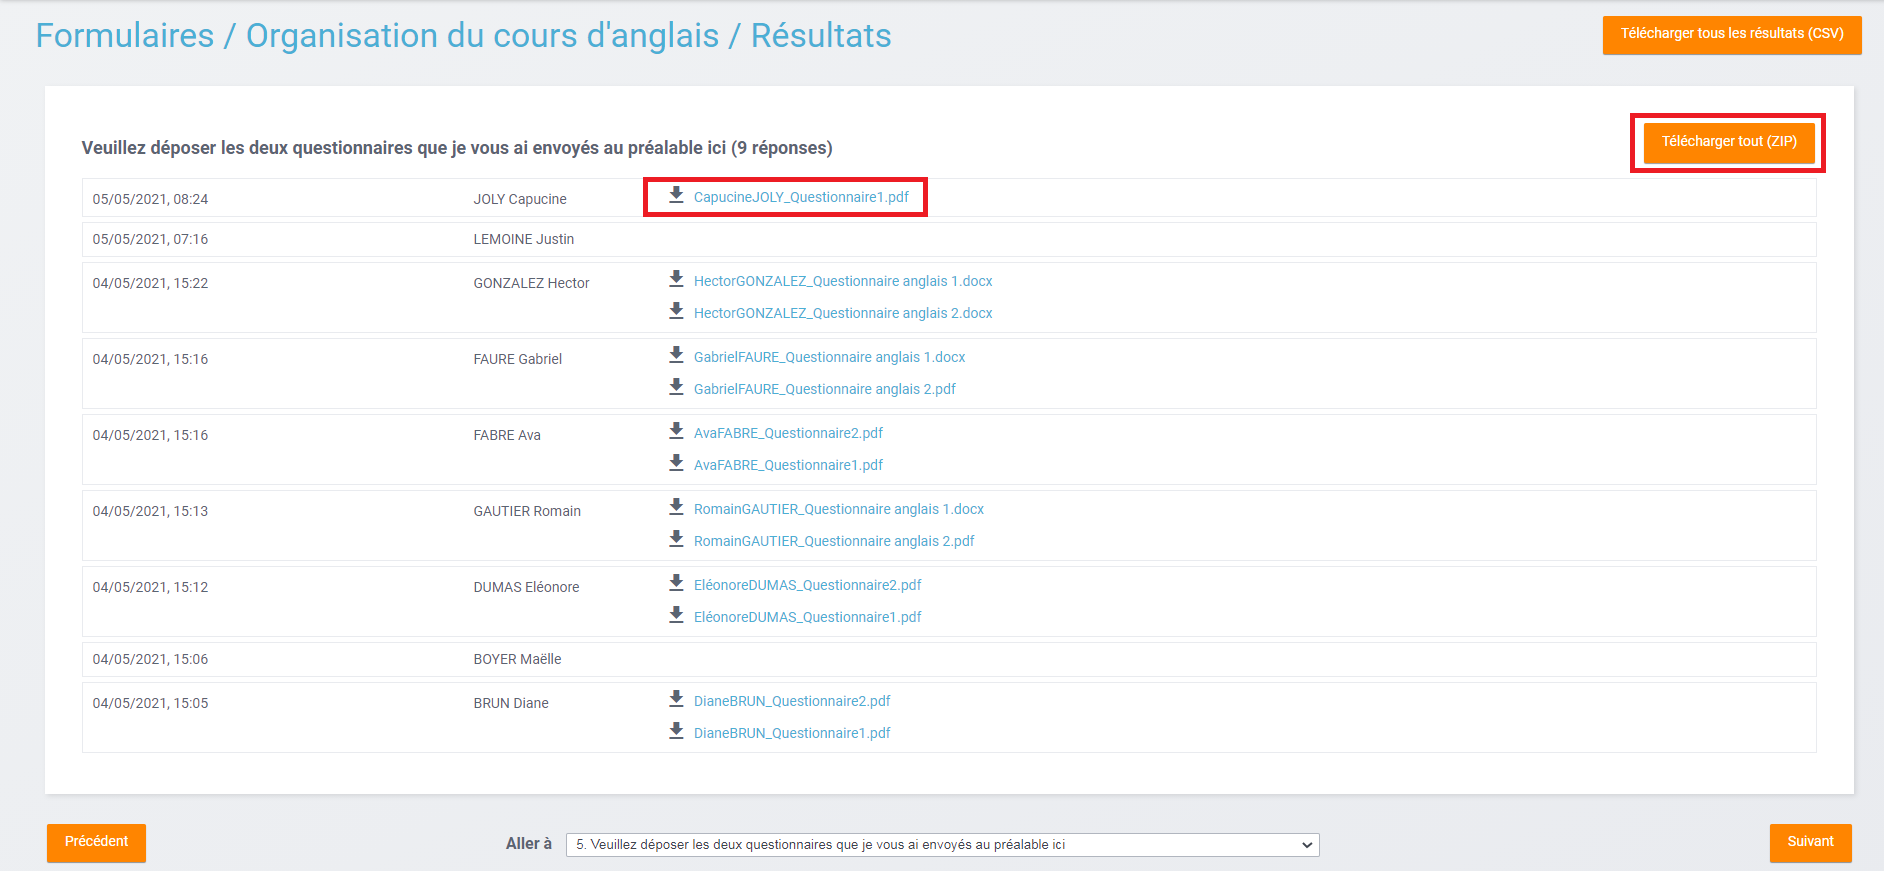 Formulaires / Organisation du cours d'anglais / Résultats
Télécharger tous les résultats (CSV)
Veuillez déposer les deux questionnaires que je vous ai envoyés au préalable ici (9 réponses)
Télécharger tout (ZIP)
05/05/2021, 08:24 JOLY Capucine CapucineJOLY_Questionnaire1.pdf
05/05/2021, 07:16 LEMOINE Justin
04/05/2021, 15:22 GONZALEZ Hector HectorGONZALEZ_Questionnaire anglais 1.docx
HectorGONZALEZ_Questionnaire anglais 2.docx
04/05/2021, 15:16 FAURE Gabriel GabrielFAURE_Questionnaire anglais 1.docx
GabrielFAURE_Questionnaire anglais 2.pdf
04/05/2021, 15:16 FABRE Ava AvaFABRE_Questionnaire2.pdf
AvaFABRE_Questionnaire1.pdf
04/05/2021, 15:13 GAUTIER Romain RomainGAUTIER_Questionnaire anglais 1.docx
RomainGAUTIER_Questionnaire anglais 2.pdf
04/05/2021, 15:12 DUMAS Eléonore EléonoreDUMAS_Questionnaire2.pdf
EléonoreDUMAS_Questionnaire1.pdf
04/05/2021, 15:06 BOYER Maëlle
04/05/2021, 15:05 BRUN Diane DianeBRUN_Questionnaire2.pdf
DianeBRUN_Questionnaire1.pdf
Précédent
Aller à 5. Veuillez déposer les deux questionnaires que je vous ai envoyés au préalable ici
Suivant